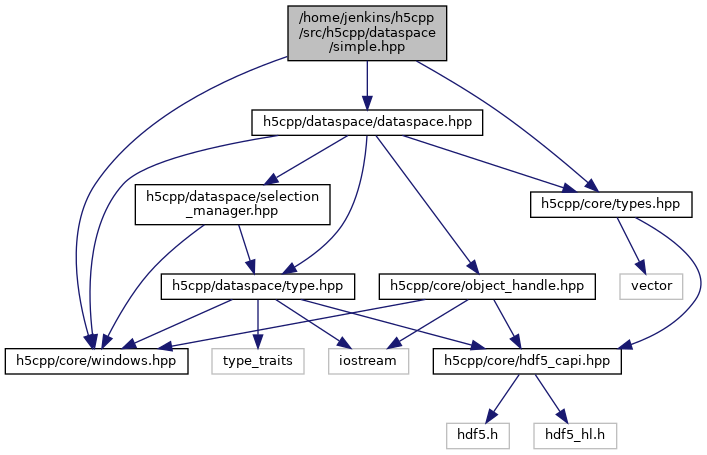 /home/jenkins/h5cpp
/src/h5cpp/dataspace
/simple.hpp
h5cpp/dataspace/dataspace.hpp
h5cpp/dataspace/selection
_manager.hpp
h5cpp/core/types.hpp
h5cpp/dataspace/type.hpp
h5cpp/core/object_handle.hpp
vector
h5cpp/core/windows.hpp
type_traits
iostream
h5cpp/core/hdf5_capi.hpp
hdf5.h
hdf5_hl.h